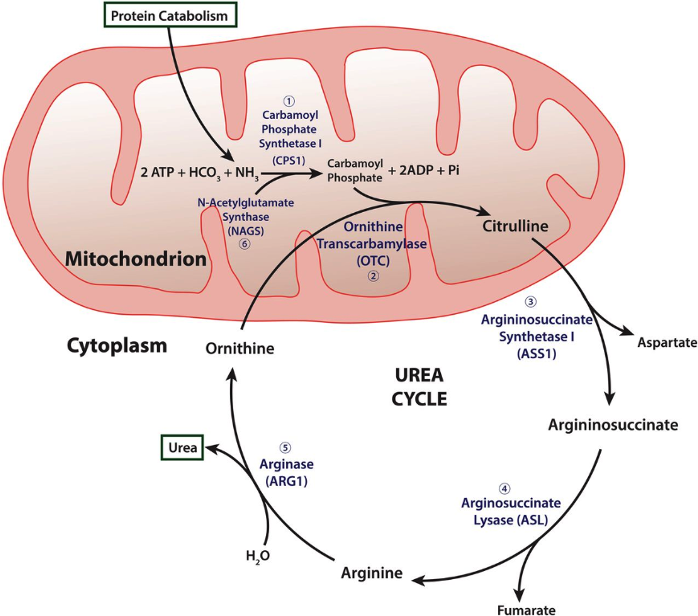 Protein Catabolism
①
Carbamoyl
Phosphate
Synthetase I
(CPS1)
2 ATP + HCO3 + NH3
Carbamoyl
Phosphate
+ 2ADP + Pi
N-Acetylglutamate
Synthase
(NAGS)
⑥
Ornithine
Transcarbamylase
(OTC)
②
Citrulline
Mitochondrion
③
Argininosuccinate
Synthetase I
(ASS1)
Aspartate
Cytoplasm
Ornithine
UREA
CYCLE
Argininosuccinate
Urea
⑤
Arginase
(ARG1)
④
Arginosuccinate
Lysase (ASL)
H2O
Arginine
Fumarate